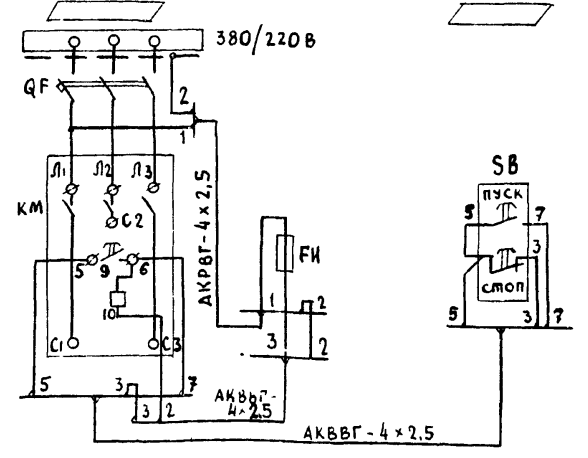 380/220В
QF
2
1
Л1 Л2 Л3
КМ
С2
5 9 6
10
С1 С3
АКРВГ-4×2,5
FU
1 2
3 2
5 3 7
3 2
АКВВГ-
4×2.5
АКВВГ-4×2.5
SB
ПУСК
5 7
3
СТОП
5 3 7